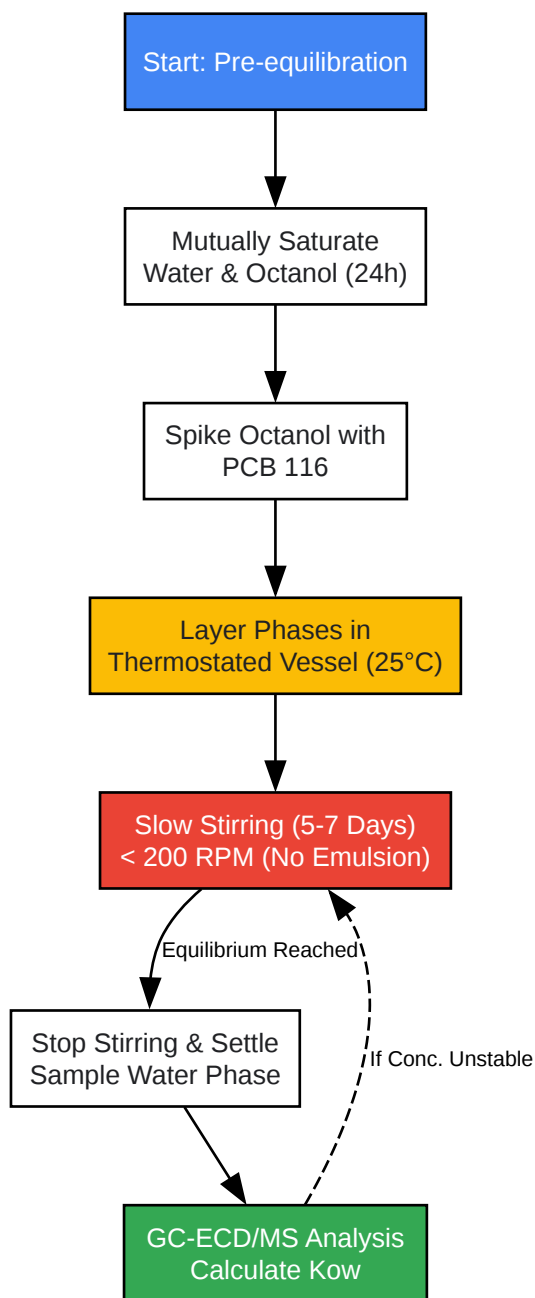 Start: Pre-equilibration
Mutually Saturate
Water & Octanol (24h)
Spike Octanol with
PCB 116
Layer Phases in
Thermostated Vessel (25°C)
Slow Stirring (5-7 Days)
< 200 RPM (No Emulsion)
Equilibrium Reached
Stop Stirring & Settle
Sample Water Phase
If Conc. Unstable
GC-ECD/MS Analysis
Calculate Kow